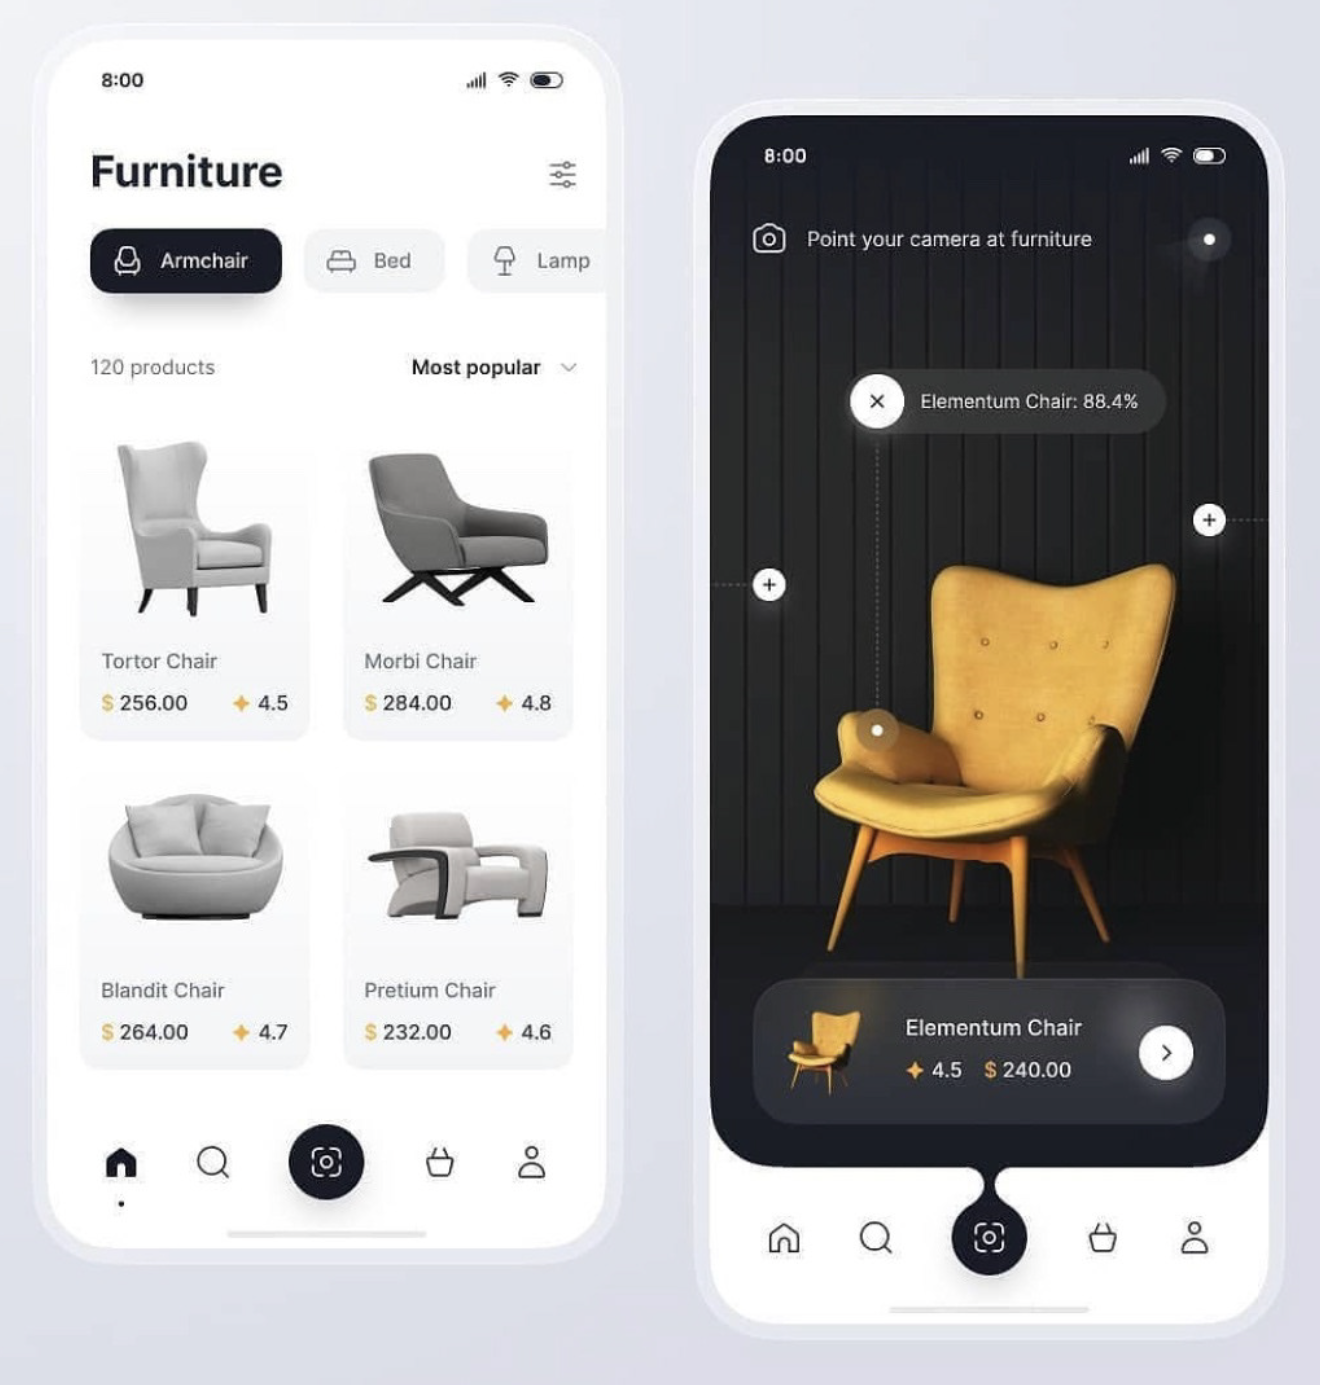 8:00
Furniture
Armchair Bed Lamp
120 products Most popular
Tortor Chair
$ 256.00 4.5
Morbi Chair
$ 284.00 4.8
Blandit Chair
$ 264.00 4.7
Pretium Chair
$ 232.00 4.6
8:00
Point your camera at furniture
Elementum Chair: 88.4%
Elementum Chair
4.5 $ 240.00